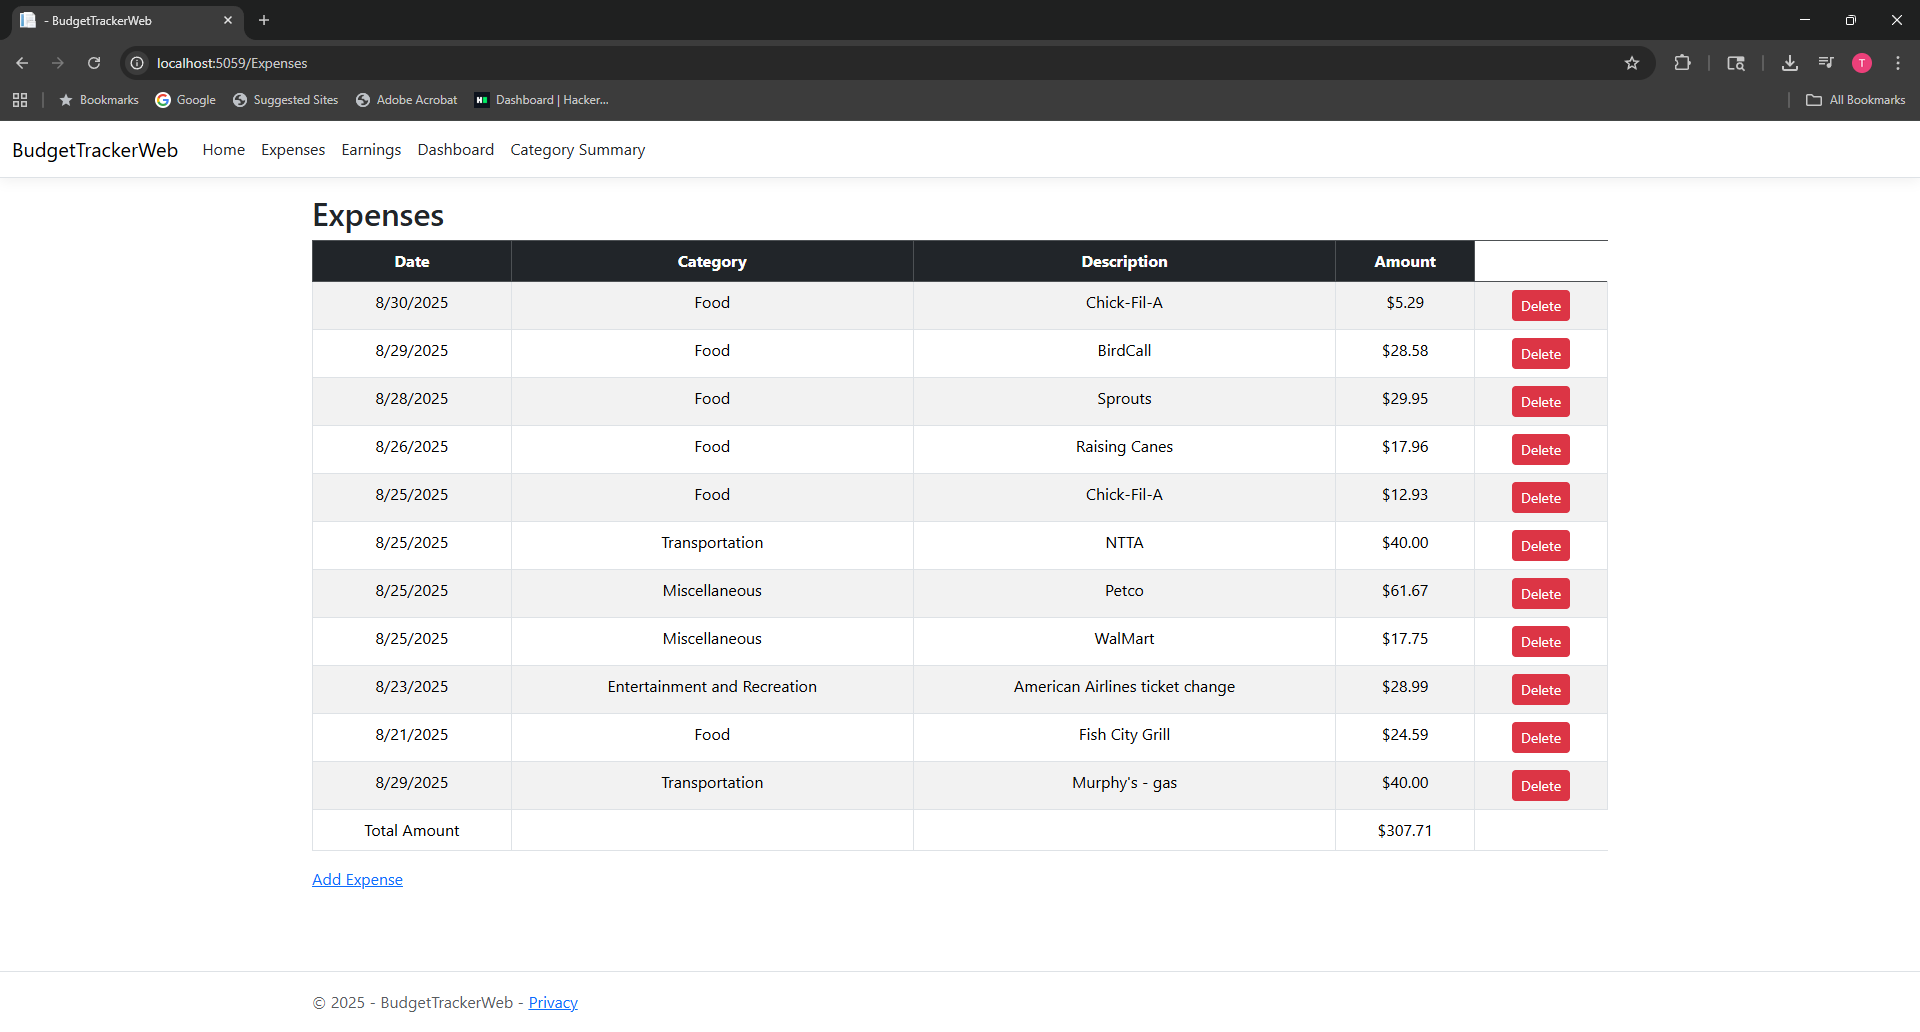 - BudgetTrackerWeb
localhost:5059/Expenses
T
Bookmarks Google Suggested Sites Adobe Acrobat Dashboard | Hacker... All Bookmarks
BudgetTrackerWeb Home Expenses Earnings Dashboard Category Summary
Expenses
Date Category Description Amount
8/30/2025 Food Chick-Fil-A $5.29 Delete
8/29/2025 Food BirdCall $28.58 Delete
8/28/2025 Food Sprouts $29.95 Delete
8/26/2025 Food Raising Canes $17.96 Delete
8/25/2025 Food Chick-Fil-A $12.93 Delete
8/25/2025 Transportation NTTA $40.00 Delete
8/25/2025 Miscellaneous Petco $61.67 Delete
8/25/2025 Miscellaneous WalMart $17.75 Delete
8/23/2025 Entertainment and Recreation American Airlines ticket change $28.99 Delete
8/21/2025 Food Fish City Grill $24.59 Delete
8/29/2025 Transportation Murphy's - gas $40.00 Delete
Total Amount $307.71
Add Expense
© 2025 - BudgetTrackerWeb - Privacy